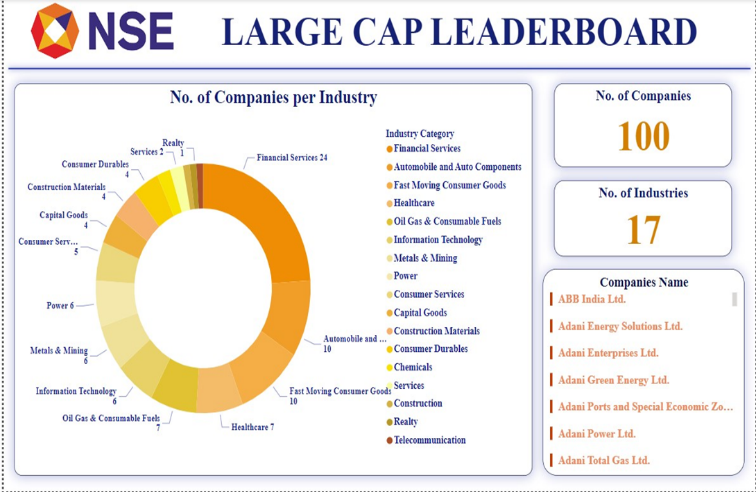 NSE
LARGE CAP LEADERBOARD
No. of Companies per Industry
Realty
1
Services 2
Consumer Durables
4
Construction Materials
4
Capital Goods
4
Consumer Serv...
5
Power 6
Metals & Mining
6
Information Technology
6
Oil Gas & Consumable Fuels
7
Healthcare 7
Fast Moving Consumer Goods
10
Automobile and ...
10
Financial Services 24
Industry Category
Financial Services
Automobile and Auto Components
Fast Moving Consumer Goods
Healthcare
Oil Gas & Consumable Fuels
Information Technology
Metals & Mining
Power
Consumer Services
Capital Goods
Construction Materials
Consumer Durables
Chemicals
Services
Construction
Realty
Telecommunication
No. of Companies
100
No. of Industries
17
Companies Name
ABB India Ltd.
Adani Energy Solutions Ltd.
Adani Enterprises Ltd.
Adani Green Energy Ltd.
Adani Ports and Special Economic Zo...
Adani Power Ltd.
Adani Total Gas Ltd.